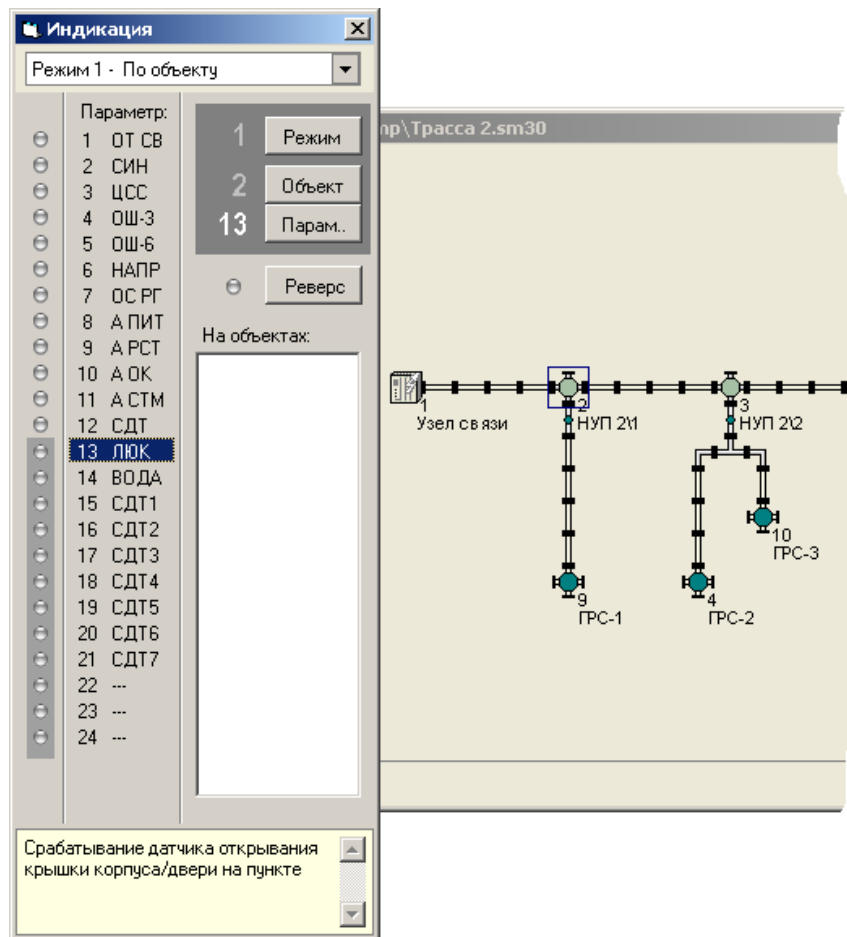 Индикация
Режим 1 - По объекту
Параметр:
1 ОТ СВ
2 СИН
3 ЦСС
4 ОШ-3
5 ОШ-6
6 НАПР
7 ОС РГ
8 А ПИТ
9 А РСТ
10 А ОК
11 А СТМ
12 СДТ
13 ЛЮК
14 ВОДА
15 СДТ1
16 СДТ2
17 СДТ3
18 СДТ4
19 СДТ5
20 СДТ6
21 СДТ7
22 ---
23 ---
24 ---
1 Режим
2 Объект
13 Парам..
Реверс
На объектах:
Срабатывание датчика открывания
крышки корпуса/двери на пункте
mp\Трасса 2.sm30
1
Узел связи
2
НУП 2\1
3
НУП 2\2
10
ГРС-3
9
ГРС-1
4
ГРС-2